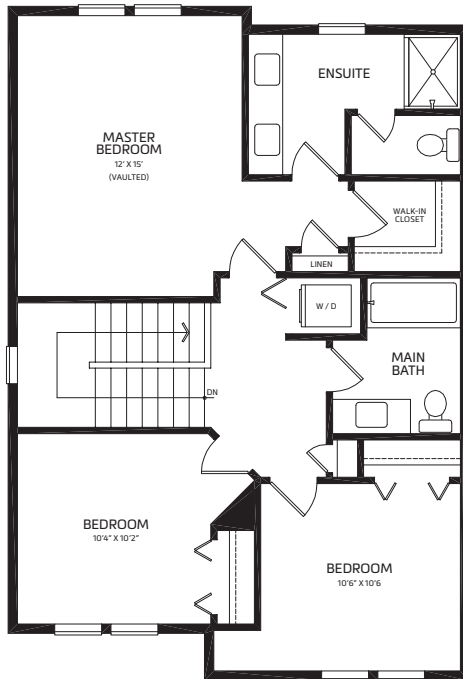 ENSUITE
MASTER
BEDROOM
12' X 15'
(VAULTED)
WALK-IN
CLOSET
LINEN
W / D
MAIN
BATH
DN
BEDROOM
10'4" X 10'2"
BEDROOM
10'6" X 10'6